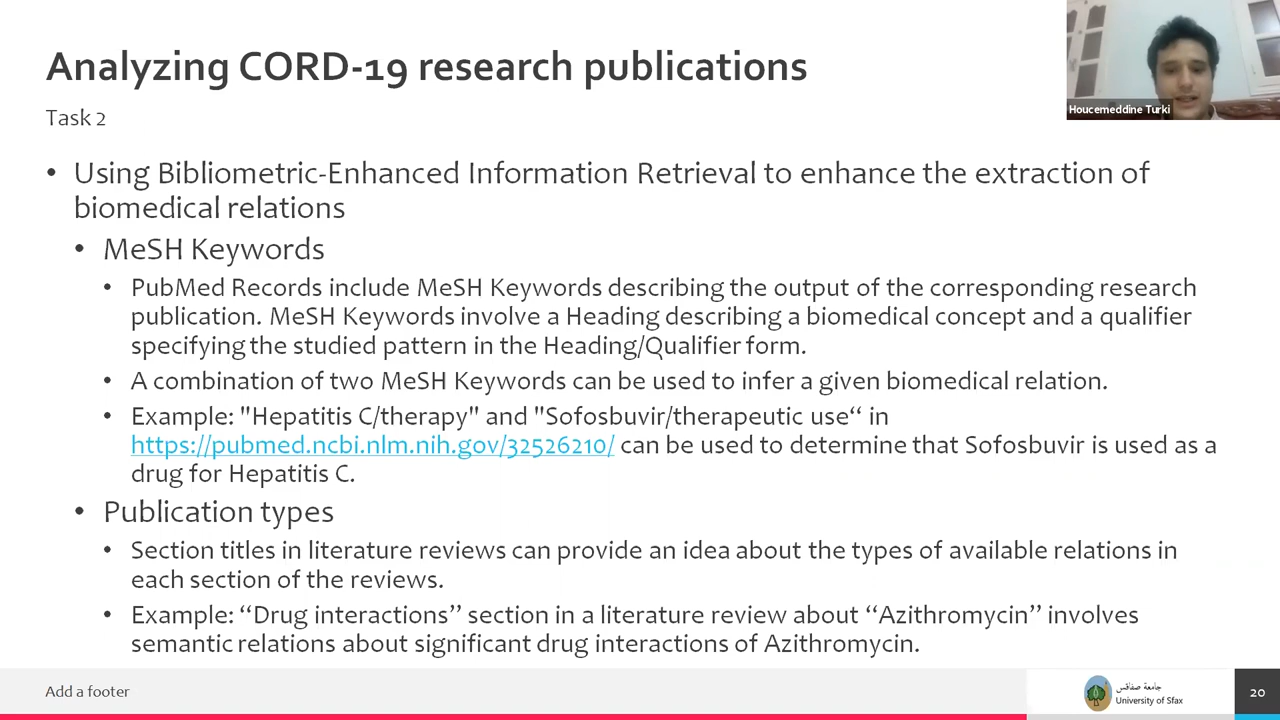 Analyzing CORD-19 research publications
Houcemeddine Turki
Task 2
• Using Bibliometric-Enhanced Information Retrieval to enhance the extraction of
biomedical relations
• MeSH Keywords
• PubMed Records include MeSH Keywords describing the output of the corresponding research
publication. MeSH Keywords involve a Heading describing a biomedical concept and a qualifier
specifying the studied pattern in the Heading/Qualifier form.
• A combination of two MeSH Keywords can be used to infer a given biomedical relation.
• Example: "Hepatitis C/therapy" and "Sofosbuvir/therapeutic use“ in
https://pubmed.ncbi.nlm.nih.gov/32526210/ can be used to determine that Sofosbuvir is used as a
drug for Hepatitis C.
• Publication types
• Section titles in literature reviews can provide an idea about the types of available relations in
each section of the reviews.
• Example: “Drug interactions” section in a literature review about “Azithromycin” involves
semantic relations about significant drug interactions of Azithromycin.
Add a footer
جامعة صفاقس
University of Sfax
20